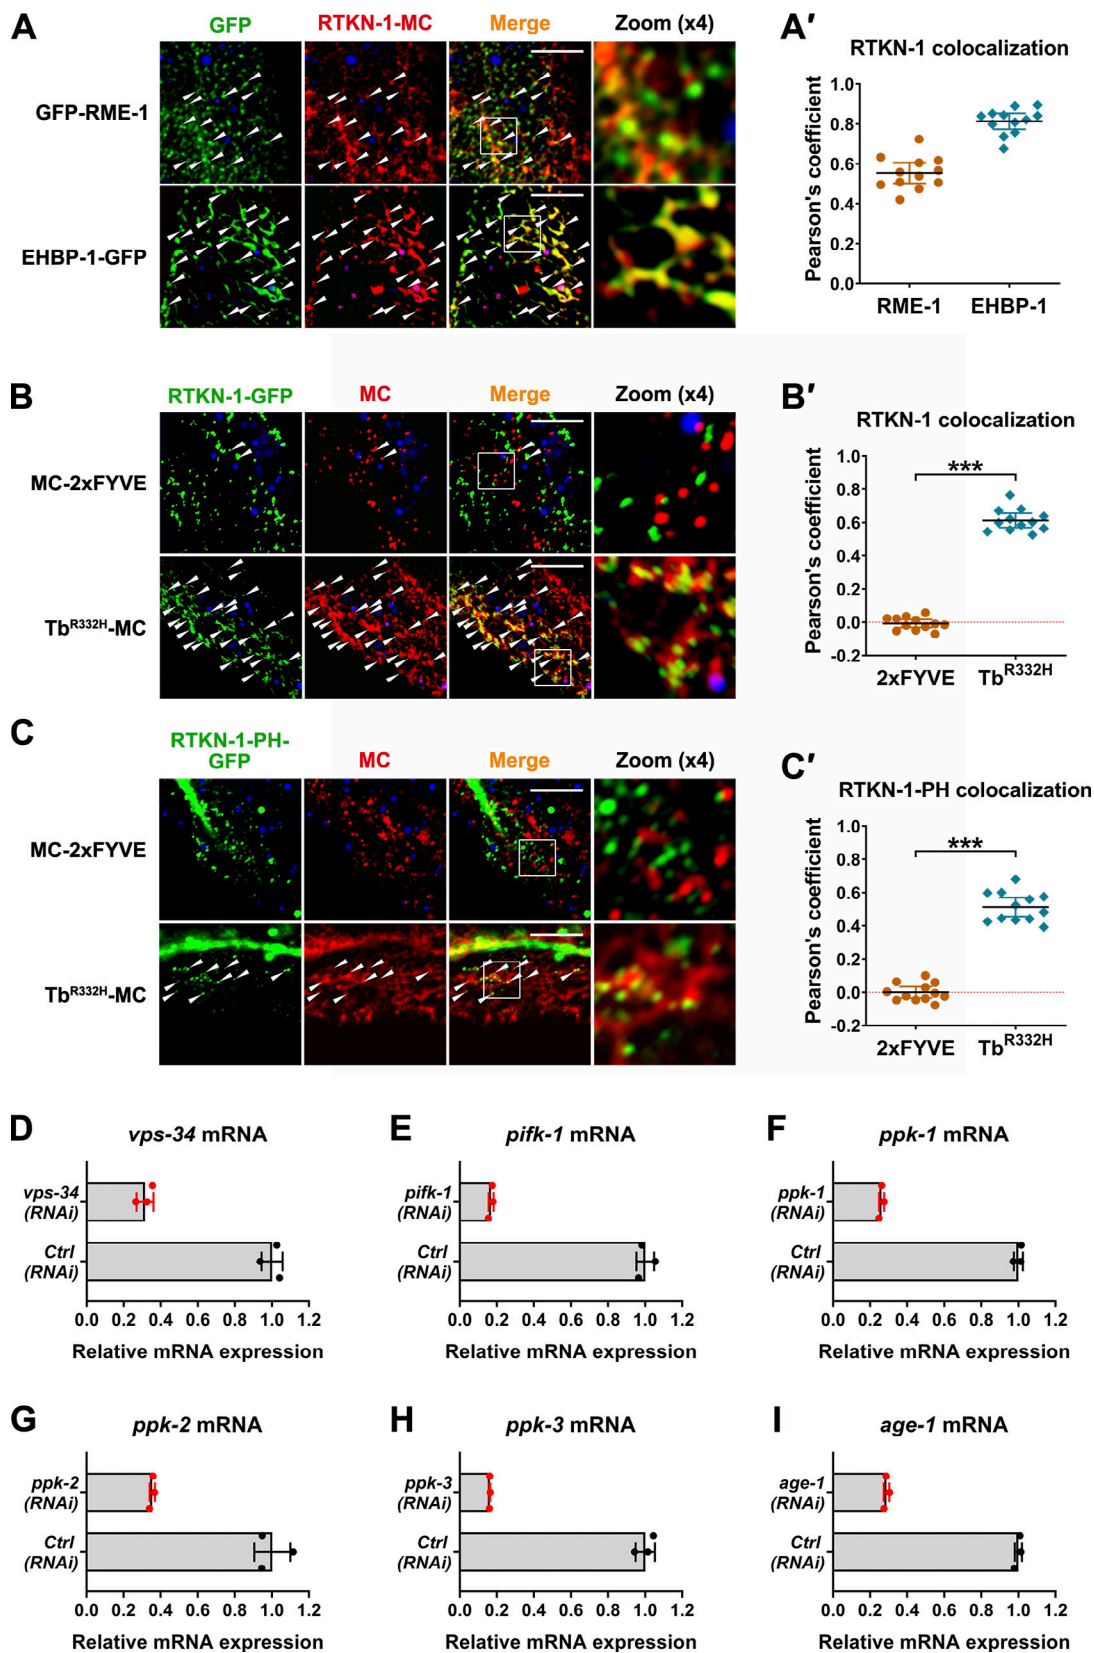 A
GFP
RTKN-1-MC
Merge
Zoom (x4)
GFP-RME-1
EHBP-1-GFP
A′
RTKN-1 colocalization
Pearson's coefficient
1.0
0.8
0.6
0.4
0.2
0.0
RME-1 EHBP-1
B
RTKN-1-GFP
MC
Merge
Zoom (x4)
MC-2xFYVE
Tb^R332H-MC
B′
RTKN-1 colocalization
Pearson's coefficient
***
1.0
0.8
0.6
0.4
0.2
0.0
-0.2
2xFYVE Tb^R332H
C
RTKN-1-PH-
GFP
MC
Merge
Zoom (x4)
MC-2xFYVE
Tb^R332H-MC
C′
RTKN-1-PH colocalization
Pearson's coefficient
***
1.0
0.8
0.6
0.4
0.2
0.0
-0.2
2xFYVE Tb^R332H
D
vps-34 mRNA
vps-34
(RNAi)
Ctrl
(RNAi)
0.0 0.2 0.4 0.6 0.8 1.0 1.2
Relative mRNA expression
E
pifk-1 mRNA
pifk-1
(RNAi)
Ctrl
(RNAi)
0.0 0.2 0.4 0.6 0.8 1.0 1.2
Relative mRNA expression
F
ppk-1 mRNA
ppk-1
(RNAi)
Ctrl
(RNAi)
0.0 0.2 0.4 0.6 0.8 1.0 1.2
Relative mRNA expression
G
ppk-2 mRNA
ppk-2
(RNAi)
Ctrl
(RNAi)
0.0 0.2 0.4 0.6 0.8 1.0 1.2
Relative mRNA expression
H
ppk-3 mRNA
ppk-3
(RNAi)
Ctrl
(RNAi)
0.0 0.2 0.4 0.6 0.8 1.0 1.2
Relative mRNA expression
I
age-1 mRNA
age-1
(RNAi)
Ctrl
(RNAi)
0.0 0.2 0.4 0.6 0.8 1.0 1.2
Relative mRNA expression